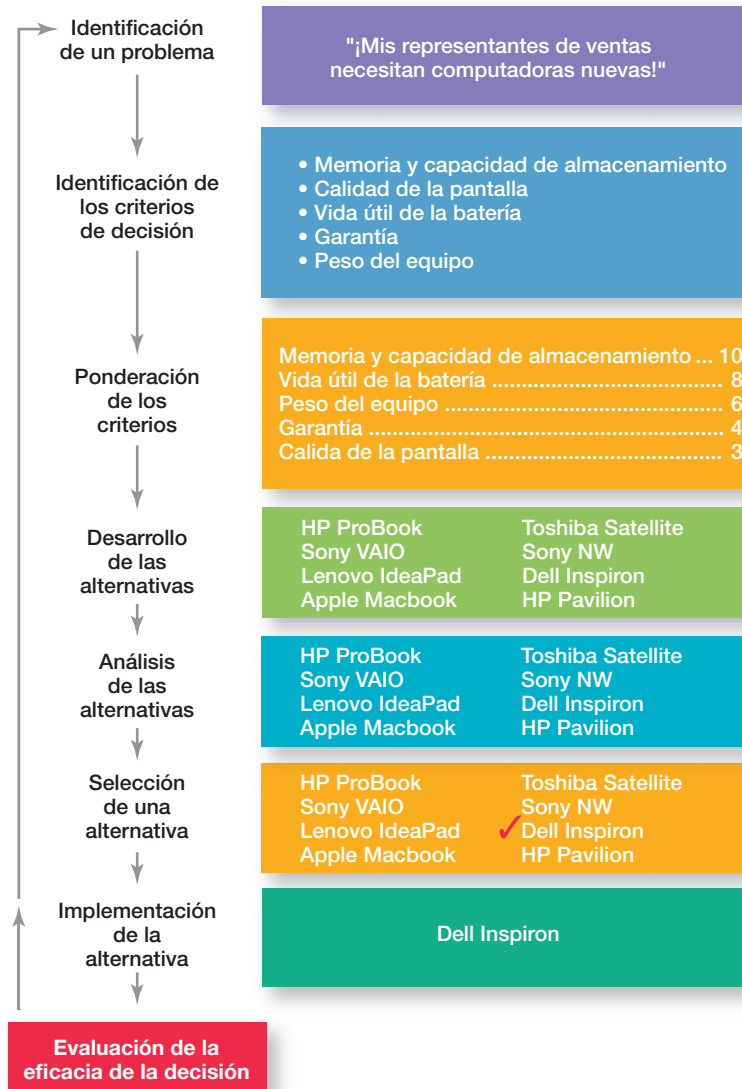 Identificación
de un problema
"¡Mis representantes de ventas
necesitan computadoras nuevas!"
Identificación de
los criterios
de decisión
• Memoria y capacidad de almacenamiento
• Calidad de la pantalla
• Vida útil de la batería
• Garantía
• Peso del equipo
Ponderación
de los
criterios
Memoria y capacidad de almacenamiento ... 10
Vida útil de la batería ...................................... 8
Peso del equipo ............................................. 6
Garantía ......................................................... 4
Calida de la pantalla ....................................... 3
Desarrollo
de las
alternativas
HP ProBook Toshiba Satellite
Sony VAIO Sony NW
Lenovo IdeaPad Dell Inspiron
Apple Macbook HP Pavilion
Análisis
de las
alternativas
HP ProBook Toshiba Satellite
Sony VAIO Sony NW
Lenovo IdeaPad Dell Inspiron
Apple Macbook HP Pavilion
Selección
de una
alternativa
HP ProBook Toshiba Satellite
Sony VAIO Sony NW
Lenovo IdeaPad ✓ Dell Inspiron
Apple Macbook HP Pavilion
Implementación
de la
alternativa
Dell Inspiron
Evaluación de la
eficacia de la decisión